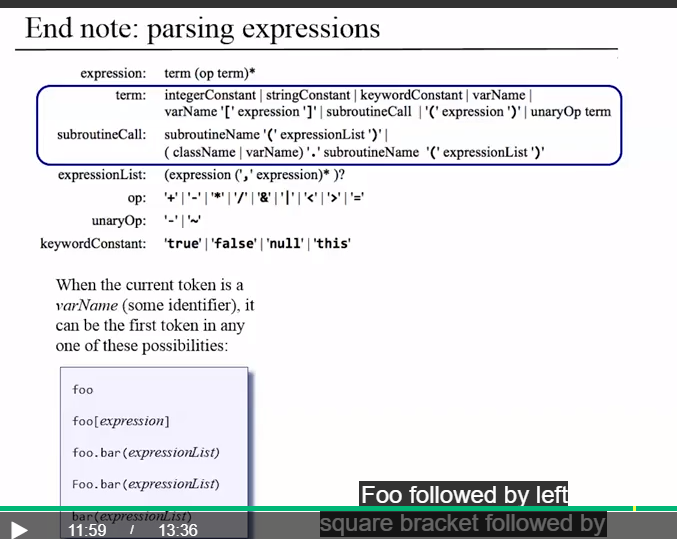 End note: parsing expressions
expression: term (op term)*
term: integerConstant | stringConstant | keywordConstant | varName |
varName '[' expression ']' | subroutineCall | '(' expression ')' | unaryOp term
subroutineCall: subroutineName '(' expressionList ')' |
( className | varName) '.' subroutineName '(' expressionList ')'
expressionList: (expression (',' expression)* )?
op: '+' | '-' | '*' | '/' | '&' | '|' | '<' | '>' | '='
unaryOp: '-' | '~'
keywordConstant: 'true' | 'false' | 'null' | 'this'
When the current token is a
varName (some identifier), it
can be the first token in any
one of these possibilities:
foo
foo[expression]
foo.bar(expressionList)
Foo.bar(expressionList)
bar(expressionList)
Foo followed by left
square bracket followed by
11:59 / 13:36